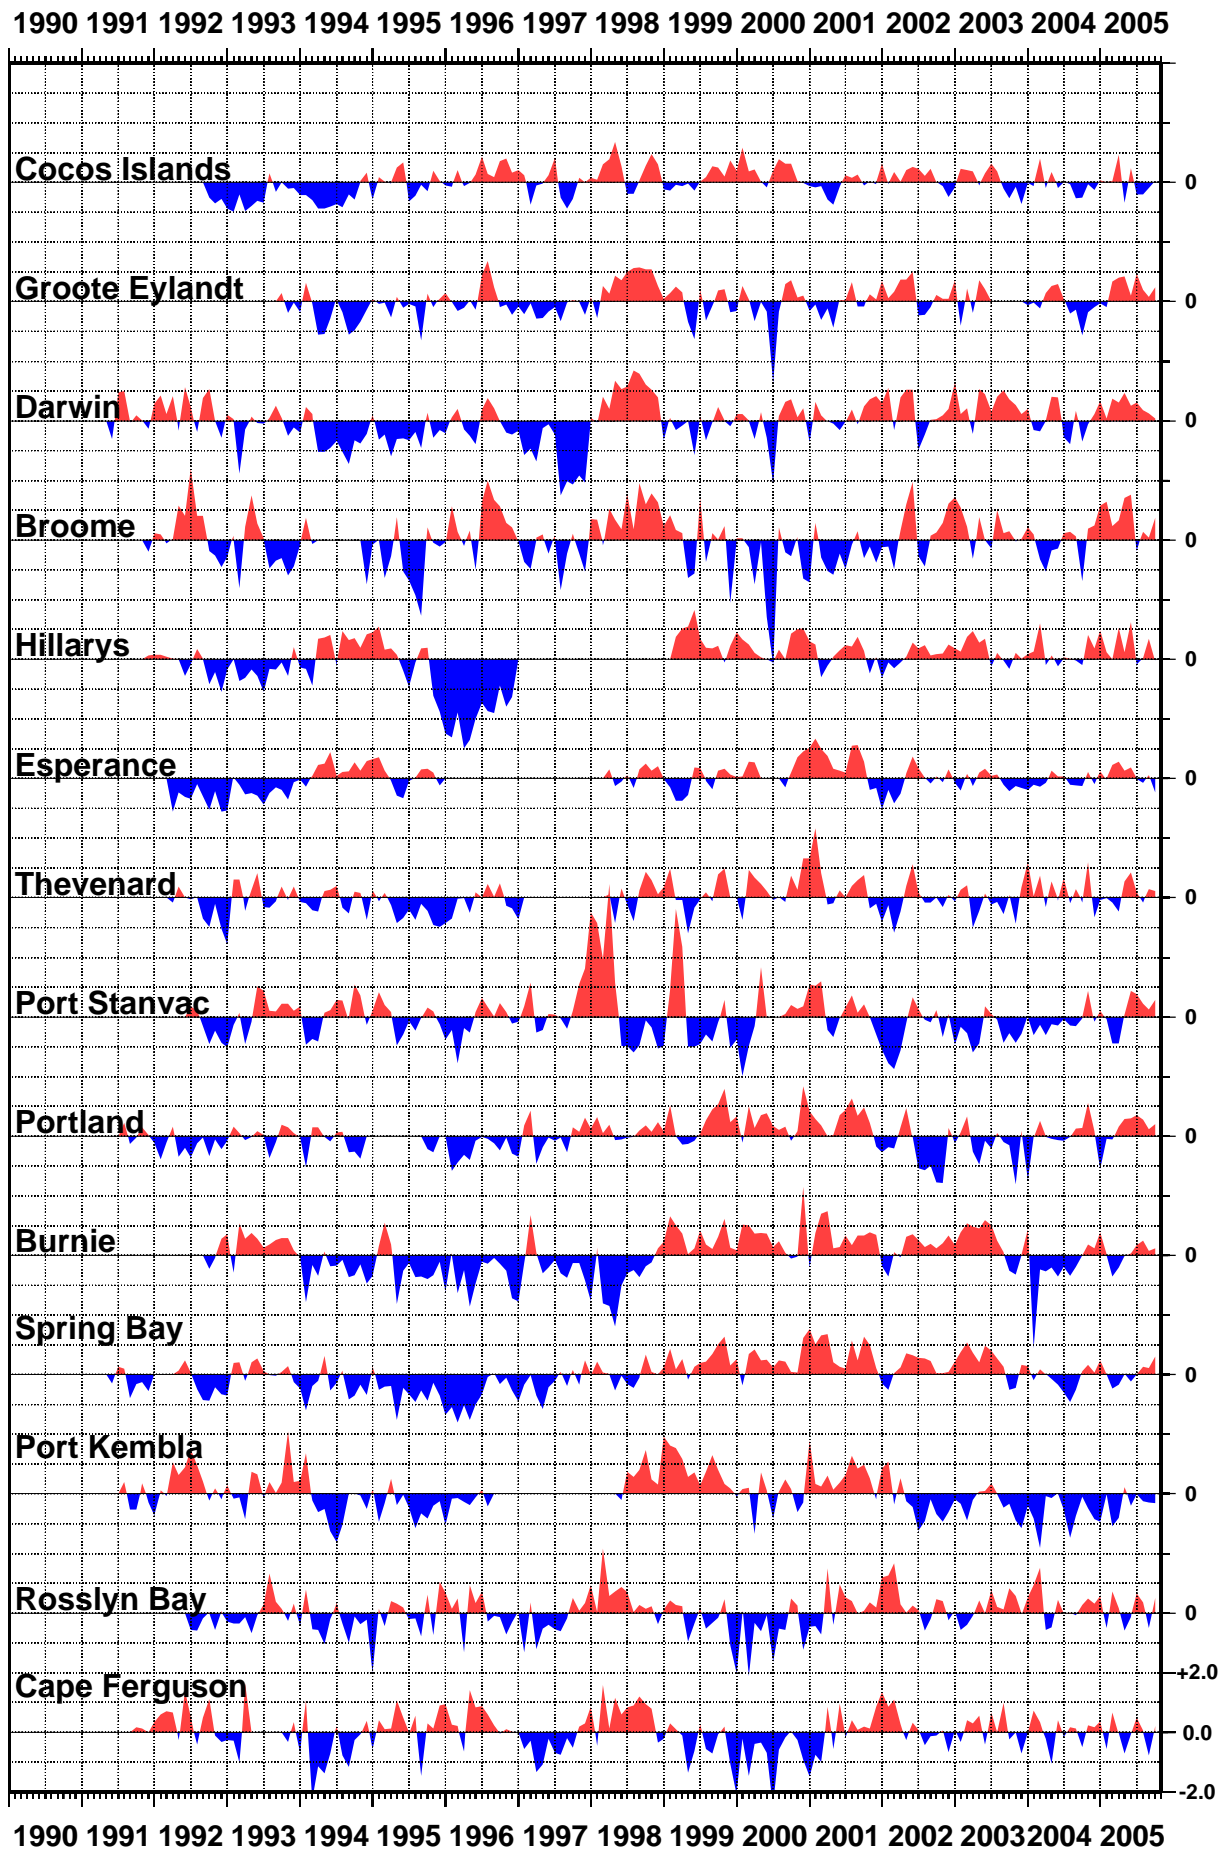 1990 1991 1992 1993 1994 1995 1996 1997 1998 1999 2000 2001 2002 2003 2004 2005
Cocos Islands 0
Groote Eylandt 0
Darwin 0
Broome 0
Hillarys 0
Esperance 0
Thevenard 0
Port Stanvac 0
Portland 0
Burnie 0
Spring Bay 0
Port Kembla 0
Rosslyn Bay 0
+2.0
Cape Ferguson
0.0
-2.0
1990 1991 1992 1993 1994 1995 1996 1997 1998 1999 2000 2001 2002 2003 2004 2005